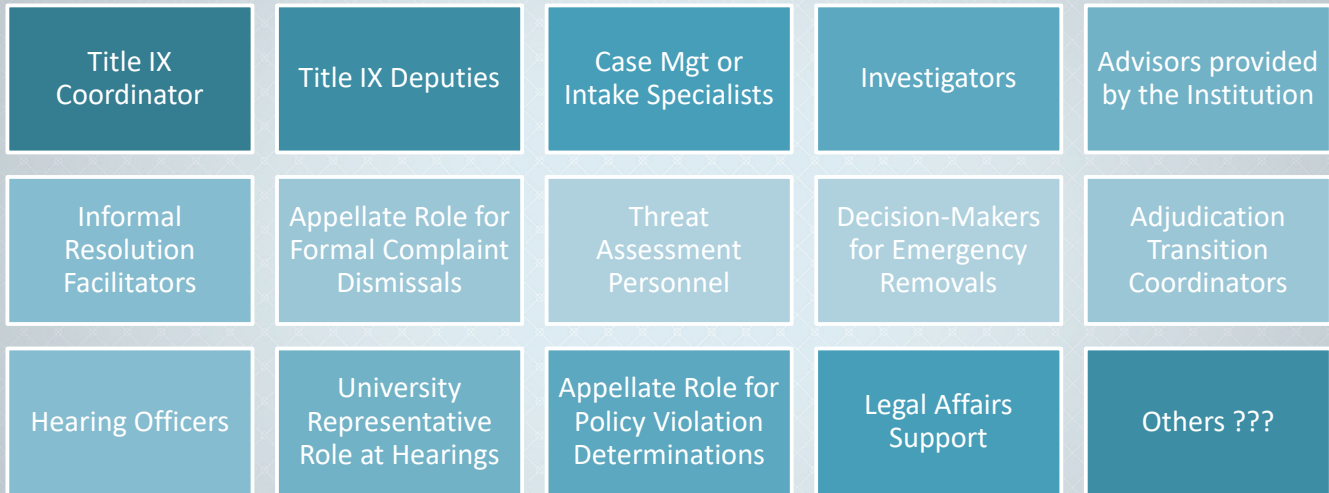 Title IX
Coordinator
Title IX Deputies
Case Mgt or
Intake Specialists
Investigators
Advisors provided
by the Institution
Informal
Resolution
Facilitators
Appellate Role for
Formal Complaint
Dismissals
Threat
Assessment
Personnel
Decision-Makers
for Emergency
Removals
Adjudication
Transition
Coordinators
Hearing Officers
University
Representative
Role at Hearings
Appellate Role for
Policy Violation
Determinations
Legal Affairs
Support
Others ???